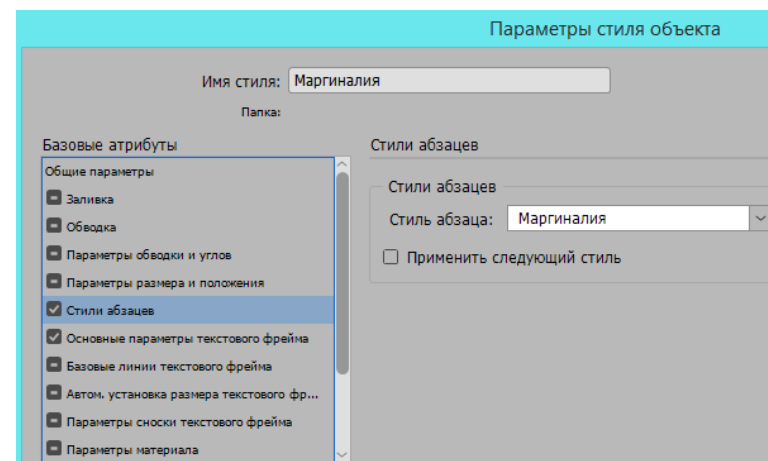 Параметры стиля объекта
Имя стиля: Маргиналия
Папка:
Базовые атрибуты
Общие параметры
Заливка
Обводка
Параметры обводки и углов
Параметры размера и положения
Стили абзацев
Основные параметры текстового фрейма
Базовые линии текстового фрейма
Автом. установка размера текстового фр...
Параметры сноски текстового фрейма
Параметры материала
Стили абзацев
Стили абзацев
Стиль абзаца: Маргиналия
Применить следующий стиль